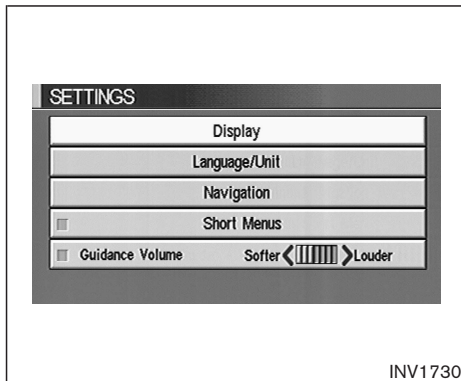 SETTINGS
Display
Language/Unit
Navigation
Short Menus
Guidance Volume Softer Louder
INV1730